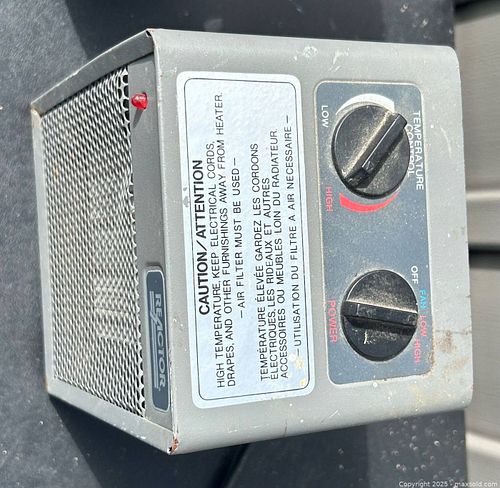 CAUTION/ATTENTION
HIGH TEMPERATURE, KEEP ELECTRICAL CORDS,
DRAPES, AND OTHER FURNISHINGS AWAY FROM HEATER.
— AIR FILTER MUST BE USED —
TEMPÉRATURE ÉLEVÉE GARDEZ LES CORDONS
ÉLECTRIQUES, LES RIDEAUX ET AUTRES
ACCESSOIRES OU MEUBLES LOIN DU RADIATEUR
— UTILISATION DU FILTRE A AIR NECESSAIRE —
TEMPERATURE
CONTROL
LOW
HIGH
OFF
FAN
LOW
HIGH
POWER
REACTOR
Copyright © 2025 - maxsold.com